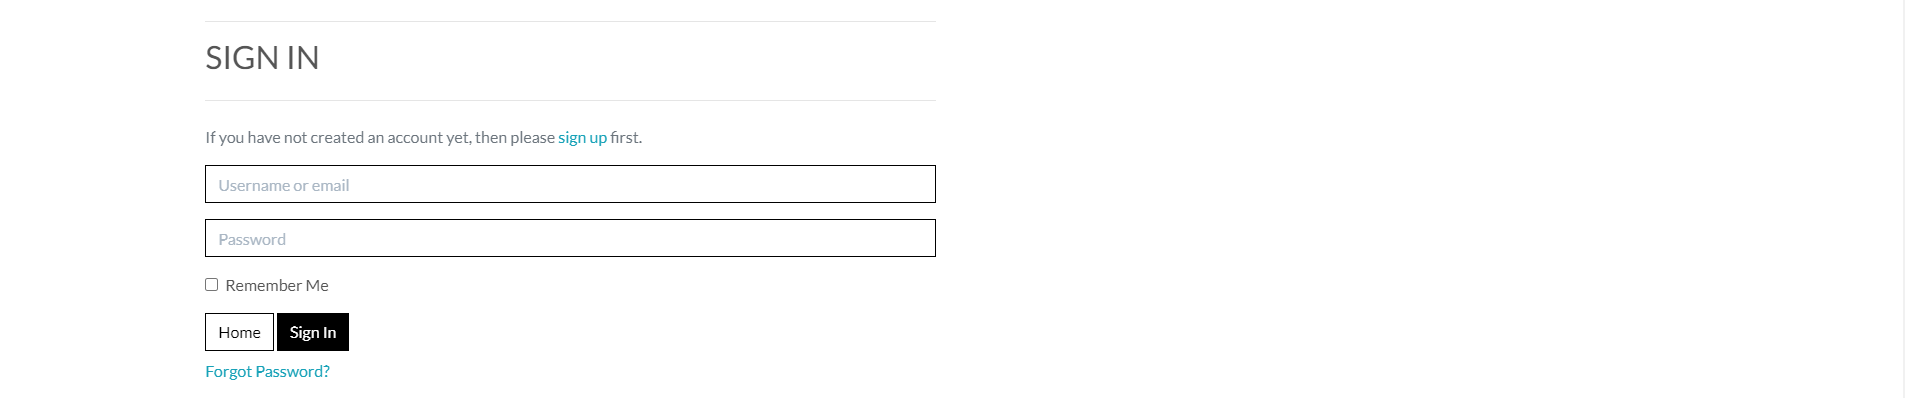 SIGN IN
If you have not created an account yet, then please sign up first.
Username or email
Password
Remember Me
Home Sign In
Forgot Password?